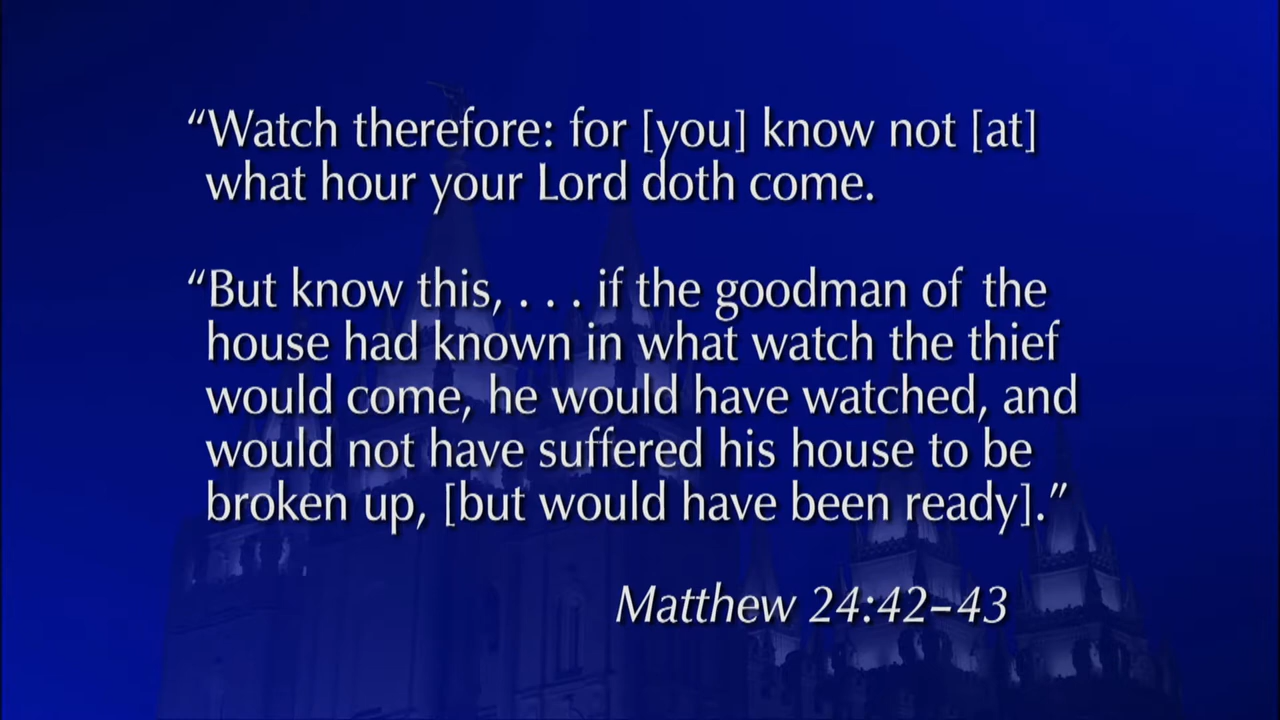 “Watch therefore: for [you] know not [at]
what hour your Lord doth come.
“But know this, . . . if the goodman of the
house had known in what watch the thief
would come, he would have watched, and
would not have suffered his house to be
broken up, [but would have been ready].”
Matthew 24:42–43